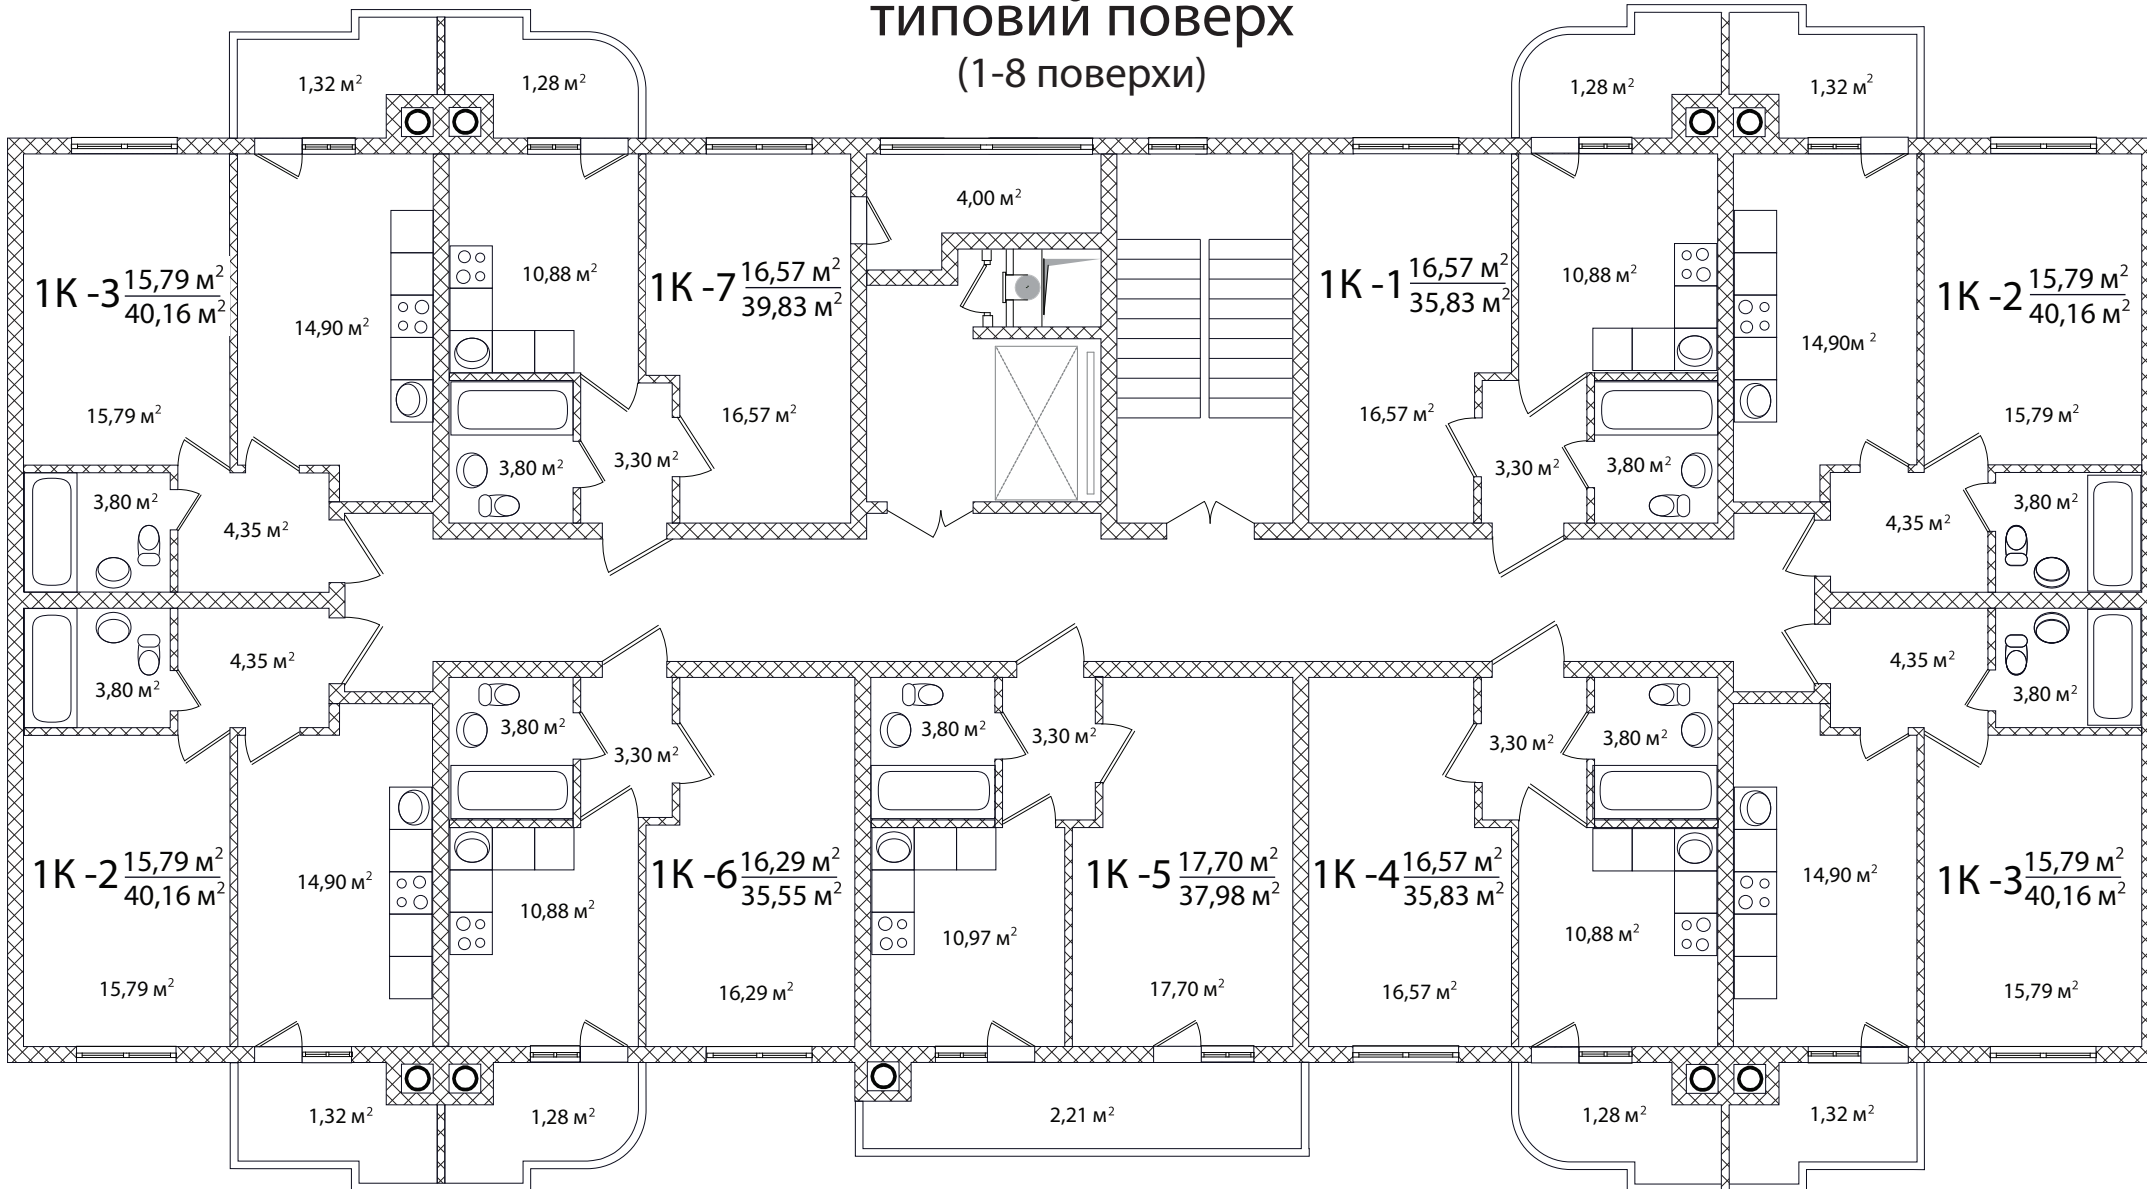 типовий поверх
(1-8 поверхи)
1,32 м²
1,28 м²
1,28 м²
1,32 м²
4,00 м²
1К -3 15,79 м²
40,16 м²
14,90 м²
10,88 м²
1К -7 16,57 м²
39,83 м²
1К -1 16,57 м²
35,83 м²
10,88 м²
14,90м ²
1К -2 15,79 м²
40,16 м²
15,79 м²
16,57 м²
16,57 м²
15,79 м²
3,80 м²
4,35 м²
3,80 м²
3,30 м²
3,30 м²
3,80 м²
4,35 м²
3,80 м²
3,80 м²
4,35 м²
3,80 м²
3,30 м²
3,80 м²
3,30 м²
3,30 м²
3,80 м²
4,35 м²
3,80 м²
1К -2 15,79 м²
40,16 м²
14,90 м²
10,88 м²
1К -6 16,29 м²
35,55 м²
10,97 м²
1К -5 17,70 м²
37,98 м²
1К -4 16,57 м²
35,83 м²
10,88 м²
14,90 м²
1К -3 15,79 м²
40,16 м²
15,79 м²
16,29 м²
17,70 м²
16,57 м²
15,79 м²
1,32 м²
1,28 м²
2,21 м²
1,28 м²
1,32 м²